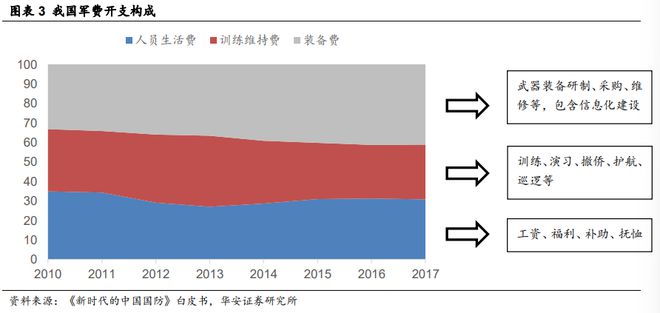 图表 3 我国军费开支构成
人员生活费 训练维持费 装备费
100
90
80
70
60
50
40
30
20
10
0
2010 2011 2012 2013 2014 2015 2016 2017
武器装备研制、采购、维
修等，包含信息化建设
训练、演习、撤侨、护航、
巡逻等
工资、福利、补助、抚恤
资料来源：《新时代的中国国防》白皮书，华安证券研究所